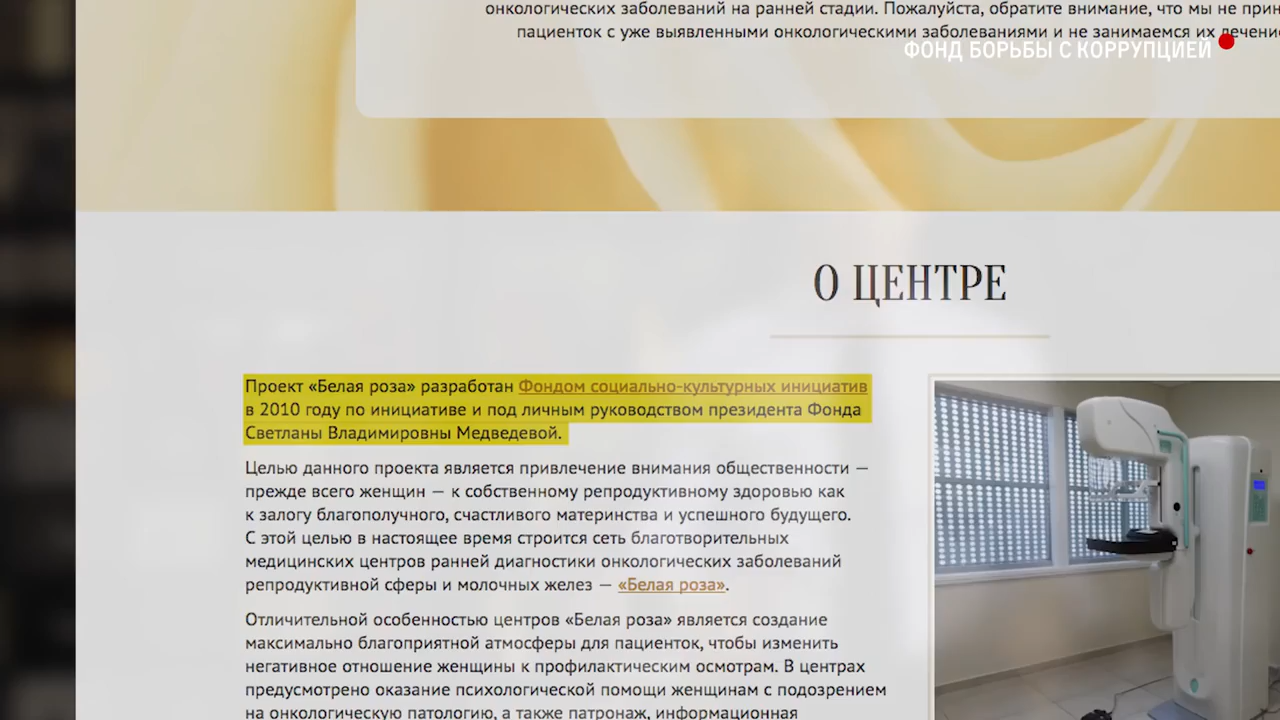 онкологических заболеваний на ранней стадии. Пожалуйста, обратите внимание, что мы не
пациенток с уже выявленными онкологическими заболеваниями и не занимаемся их
ФОНД БОРЬБЫ С КОРРУПЦИЕЙ
О ЦЕНТРЕ
Проект «Белая роза» разработан Фондом социально-культурных инициатив
в 2010 году по инициативе и под личным руководством президента Фонда
Светланы Владимировны Медведевой.
Целью данного проекта является привлечение внимания общественности —
прежде всего женщин — к собственному репродуктивному здоровью как
к залогу благополучного, счастливого материнства и успешного будущего.
С этой целью в настоящее время строится сеть благотворительных
медицинских центров ранней диагностики онкологических заболеваний
репродуктивной сферы и молочных желез — «Белая роза».
Отличительной особенностью центров «Белая роза» является создание
максимально благоприятной атмосферы для пациенток, чтобы изменить
негативное отношение женщины к профилактическим осмотрам. В центрах
предусмотрено оказание психологической помощи женщинам с подозрением
на онкологическую патологию, а также патронаж, информационная